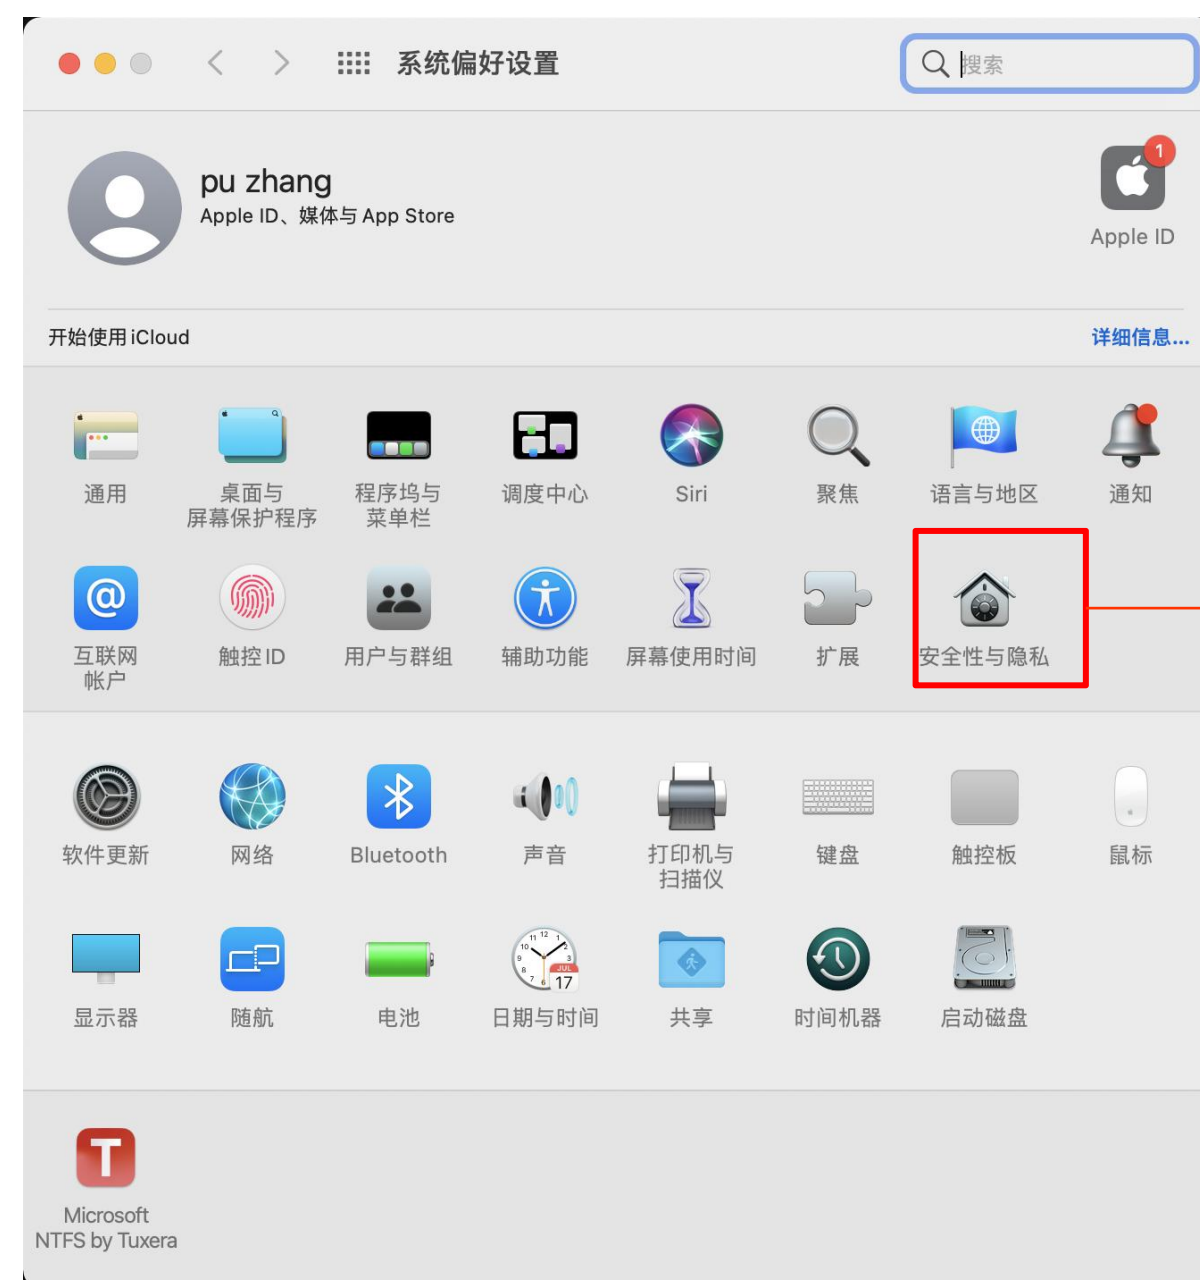 系统偏好设置
搜索
pu zhang
Apple ID、媒体与 App Store
1
Apple ID
开始使用 iCloud
详细信息...
通用
桌面与
屏幕保护程序
程序坞与
菜单栏
调度中心
Siri
聚焦
语言与地区
通知
@
互联网
帐户
触控 ID
用户与群组
辅助功能
屏幕使用时间
扩展
安全性与隐私
软件更新
网络
Bluetooth
声音
打印机与
扫描仪
键盘
触控板
鼠标
显示器
随航
电池
JUL
17
日期与时间
共享
时间机器
启动磁盘
T
Microsoft
NTFS by Tuxera